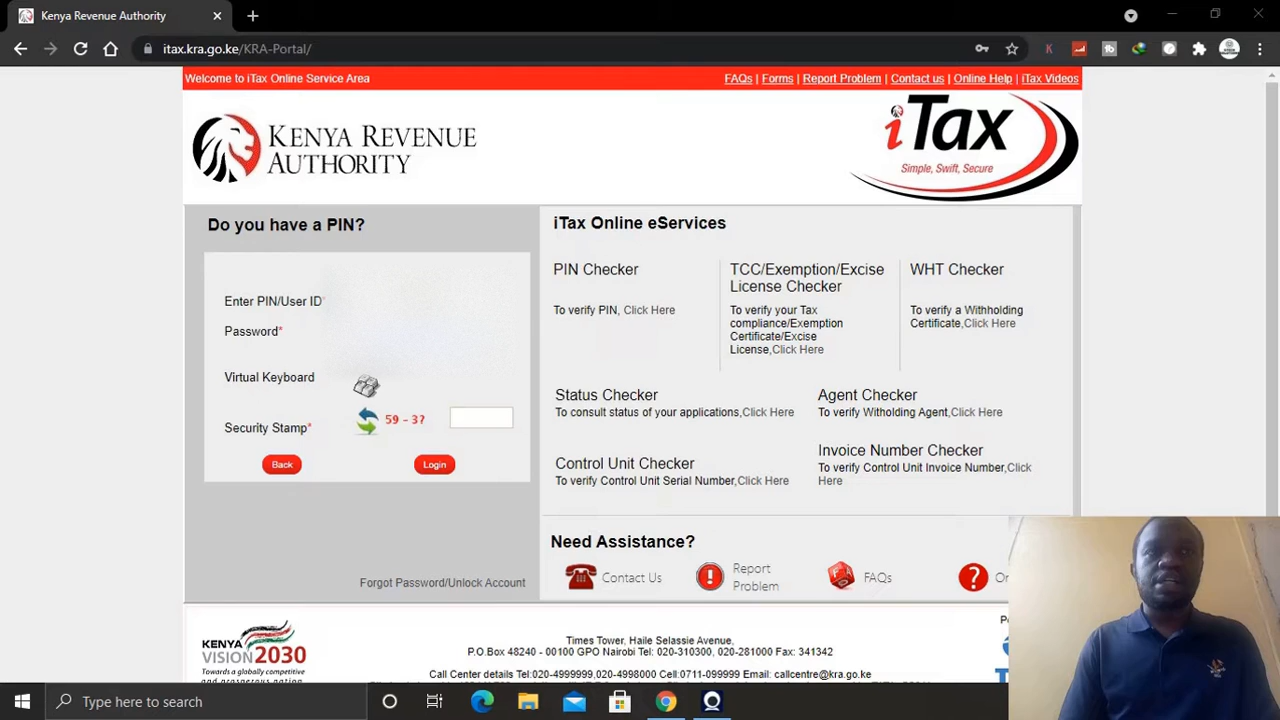 Kenya Revenue Authority
itax.kra.go.ke/KRA-Portal/
Welcome to iTax Online Service Area
FAQs | Forms | Report Problem | Contact us | Online Help | iTax Videos
KENYA REVENUE
AUTHORITY
iTax
Simple, Swift, Secure
Do you have a PIN?
Enter PIN/User ID
Password*
Virtual Keyboard
Security Stamp*
59 - 3?
Back
Login
Forgot Password/Unlock Account
iTax Online eServices
PIN Checker
To verify PIN, Click Here
TCC/Exemption/Excise
License Checker
To verify your Tax
compliance/Exemption
Certificate/Excise
License,Click Here
WHT Checker
To verify a Withholding
Certificate,Click Here
Status Checker
To consult status of your applications,Click Here
Agent Checker
To verify Witholding Agent,Click Here
Control Unit Checker
To verify Control Unit Serial Number,Click Here
Invoice Number Checker
To verify Control Unit Invoice Number,Click
Here
Need Assistance?
Contact Us
Report
Problem
FAQs
KENYA
VISION 2030
Towards a globally competitive
and prosperous nation
Times Tower, Haile Selassie Avenue,
P.O.Box 48240 - 00100 GPO Nairobi Tel: 020-310300, 020-281000 Fax: 341342
Call Center details Tel:020-4999999,020-4998000 Cell:0711-099999 Email: callcentre@kra.go.ke
Type here to search